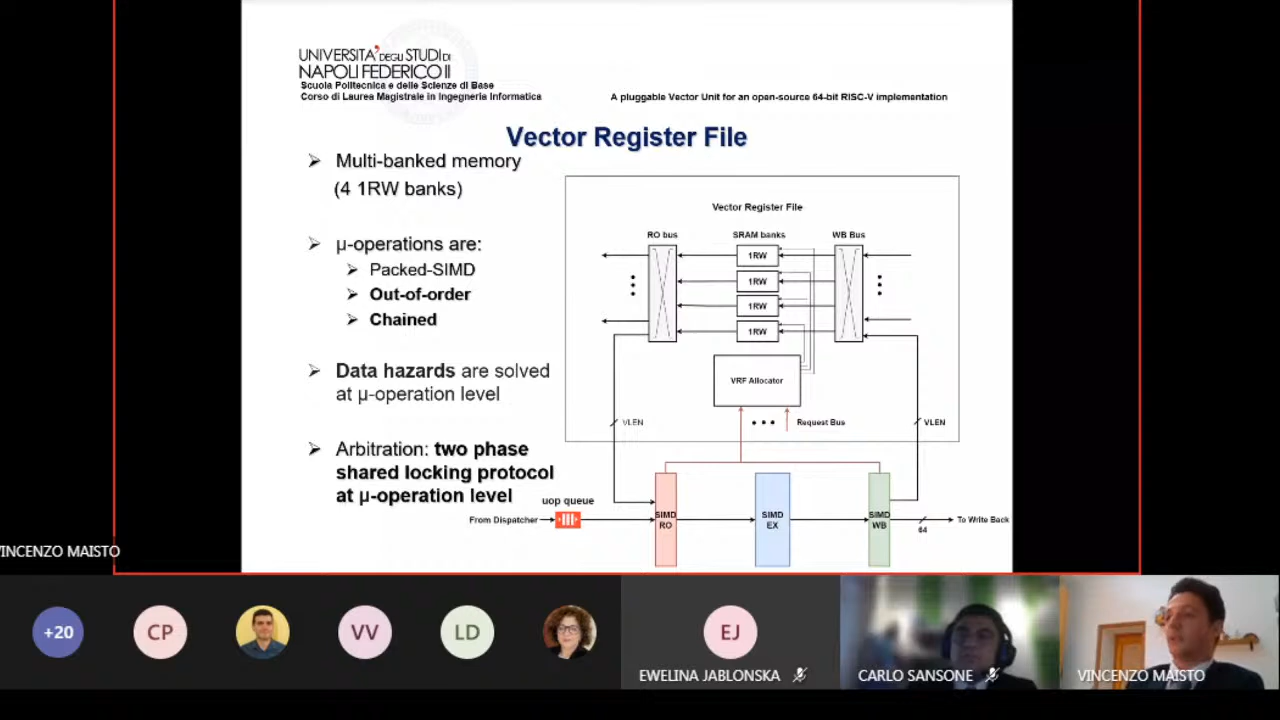 UNIVERSITA' DEGLI STUDI DI
NAPOLI FEDERICO II
Scuola Politecnica e delle Scienze di Base
Corso di Laurea Magistrale in Ingegneria Informatica
A pluggable Vector Unit for an open-source 64-bit RISC-V implementation
Vector Register File
➢ Multi-banked memory
(4 1RW banks)
➢ μ-operations are:
➢ Packed-SIMD
➢ Out-of-order
➢ Chained
➢ Data hazards are solved
at μ-operation level
➢ Arbitration: two phase
shared locking protocol
at μ-operation level
Vector Register File
RO bus
SRAM banks
WB Bus
1RW
1RW
1RW
1RW
VRF Allocator
Request Bus
VLEN
VLEN
uop queue
From Dispatcher
SIMD
RO
SIMD
EX
SIMD
WB
64
To Write Back
VINCENZO MAISTO
+20
CP
VV
LD
EJ
EWELINA JABLONSKA
CARLO SANSONE
VINCENZO MAISTO